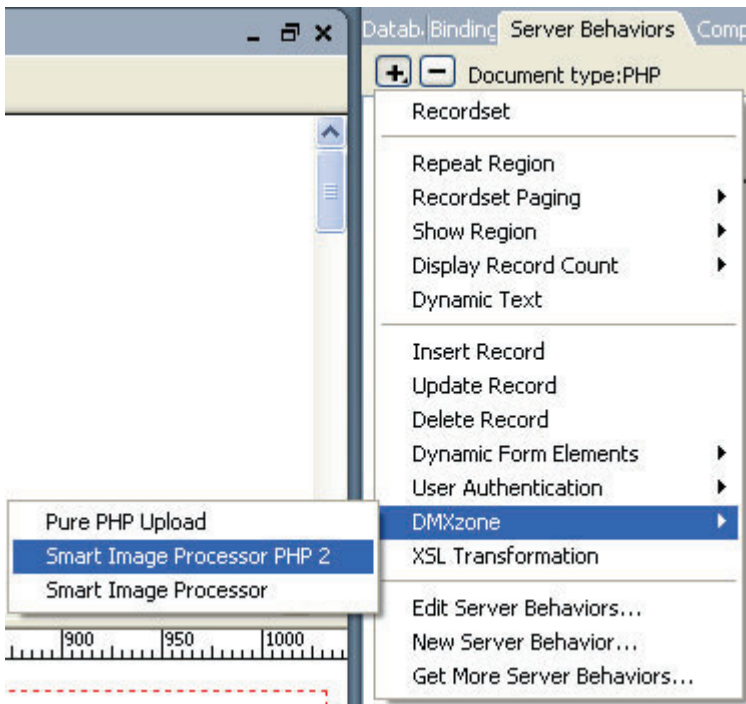 Datab. Binding Server Behaviors Comp
Document type:PHP
Recordset
Repeat Region
Recordset Paging
Show Region
Display Record Count
Dynamic Text
Insert Record
Update Record
Delete Record
Dynamic Form Elements
User Authentication
DMXzone
XSL Transformation
Edit Server Behaviors...
New Server Behavior...
Get More Server Behaviors...
Pure PHP Upload
Smart Image Processor PHP 2
Smart Image Processor
900 950 1000